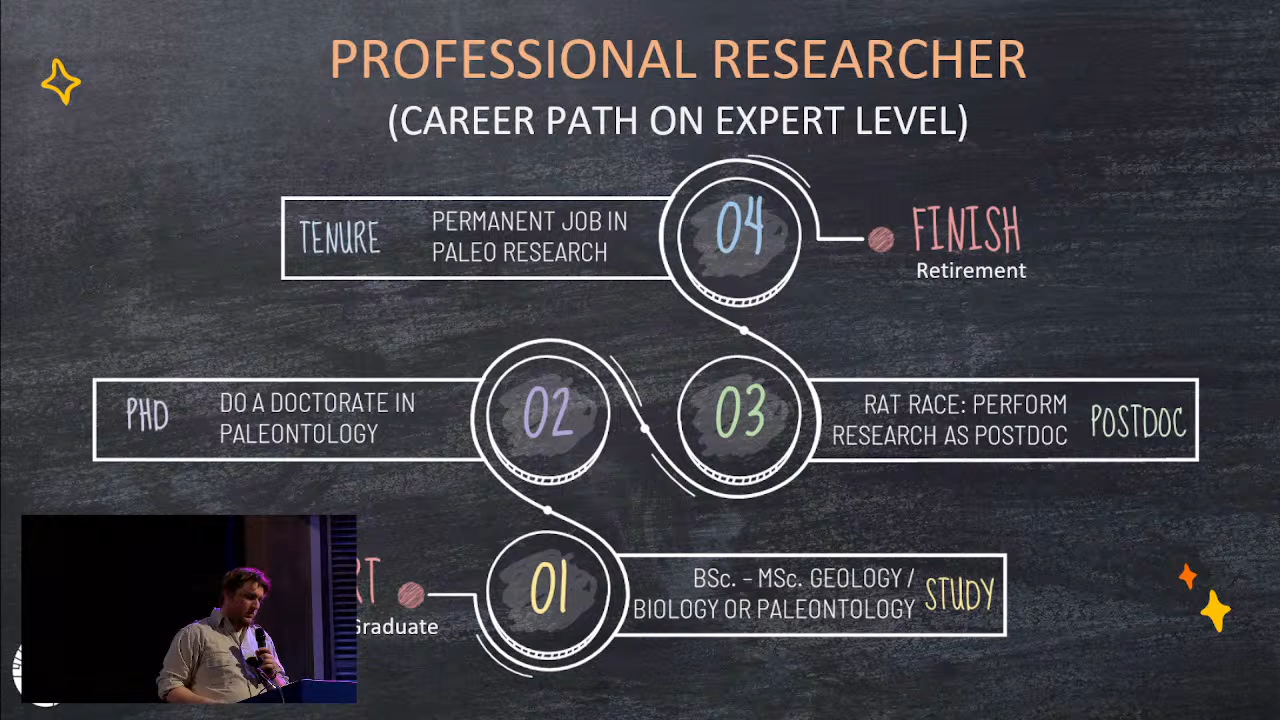 PROFESSIONAL RESEARCHER
(CAREER PATH ON EXPERT LEVEL)
TENURE
PERMANENT JOB IN
PALEO RESEARCH
04
FINISH
Retirement
PHD
DO A DOCTORATE IN
PALEONTOLOGY
02
03
RAT RACE: PERFORM
RESEARCH AS POSTDOC
POSTDOC
RT
Graduate
01
BSc. – MSc. GEOLOGY /
BIOLOGY OR PALEONTOLOGY
STUDY